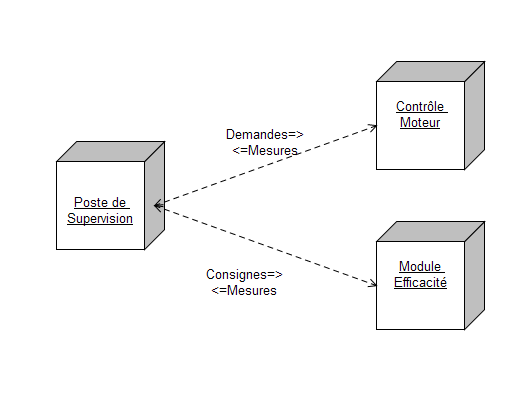 Contrôle
Moteur
Demandes=>
<=Mesures
Poste de
Supervision
Consignes=>
<=Mesures
Module
Efficacité